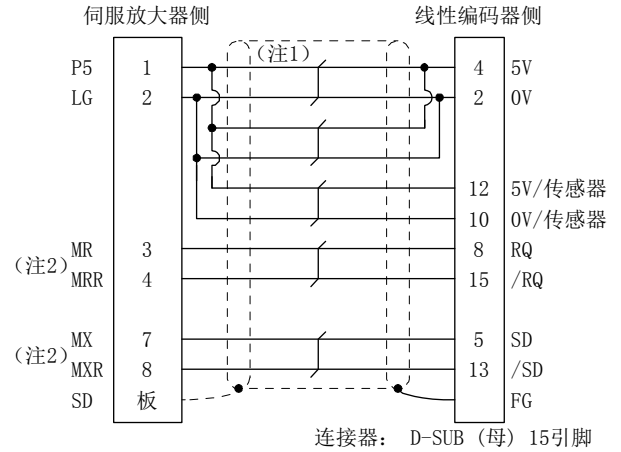 伺服放大器侧 线性编码器侧
(注1)
P5 1 4 5V
LG 2 2 0V
12 5V/传感器
10 0V/传感器
MR 3 8 RQ
(注2)
MRR 4 15 /RQ
MX 7 5 SD
(注2)
MXR 8 13 /SD
SD 板 FG
连接器： D-SUB (母) 15引脚